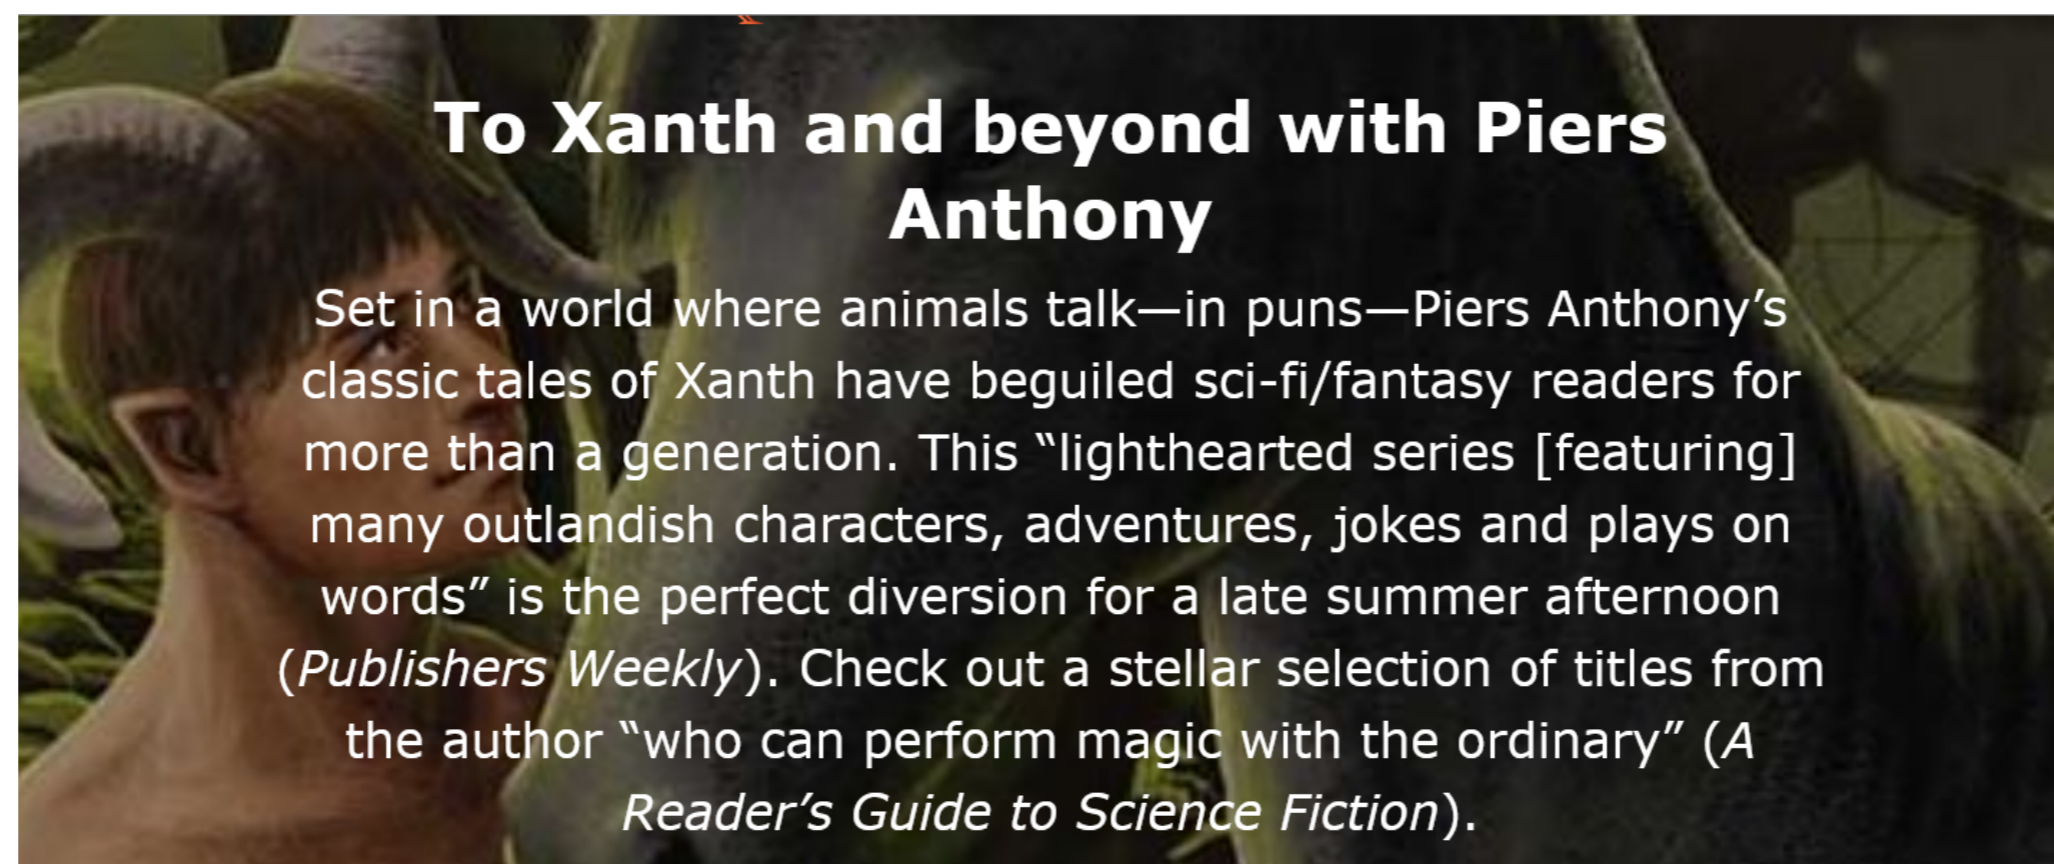 To Xanth and beyond with Piers
Anthony
Set in a world where animals talk—in puns—Piers Anthony’s
classic tales of Xanth have beguiled sci-fi/fantasy readers for
more than a generation. This “lighthearted series [featuring]
many outlandish characters, adventures, jokes and plays on
words” is the perfect diversion for a late summer afternoon
(Publishers Weekly). Check out a stellar selection of titles from
the author “who can perform magic with the ordinary” (A
Reader’s Guide to Science Fiction).